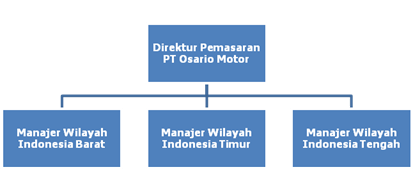 Direktur Pemasaran
PT Osario Motor
Manajer Wilayah
Indonesia Barat
Manajer Wilayah
Indonesia Timur
Manajer Wilayah
Indonesia Tengah